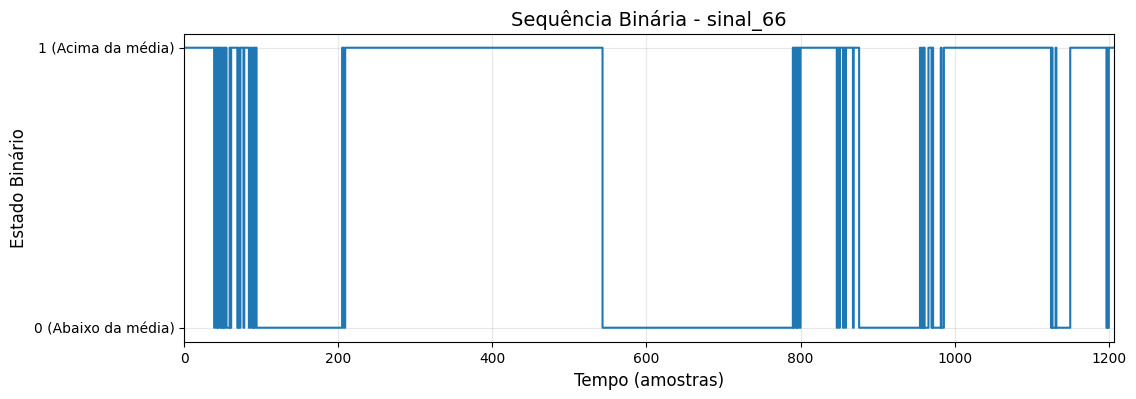 Sequência Binária - sinal_66
1 (Acima da média)
Estado Binário
0 (Abaixo da média)
0 200 400 600 800 1000 1200
Tempo (amostras)